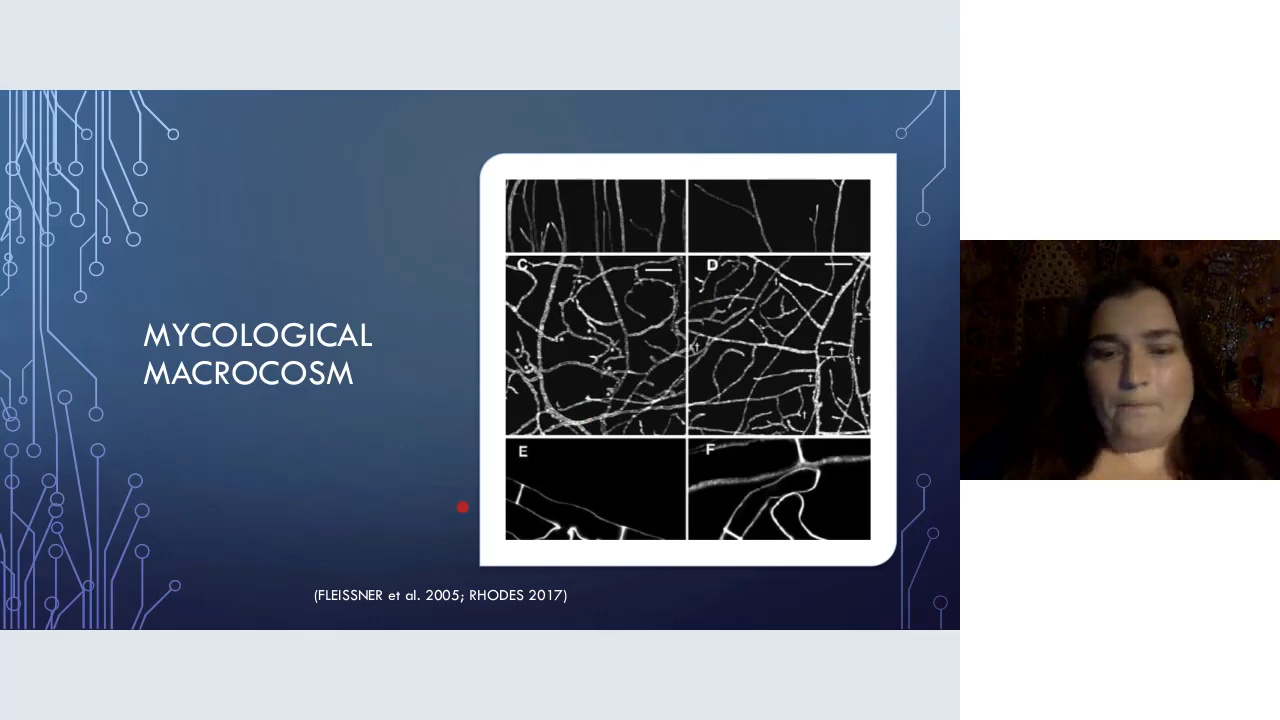 MYCOLOGICAL
MACROCOSM
C
D
E
F
(FLEISSNER et al. 2005; RHODES 2017)